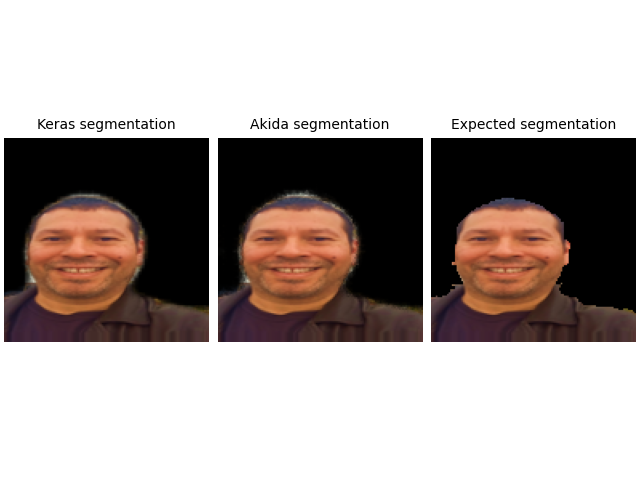 Keras segmentation
Akida segmentation
Expected segmentation